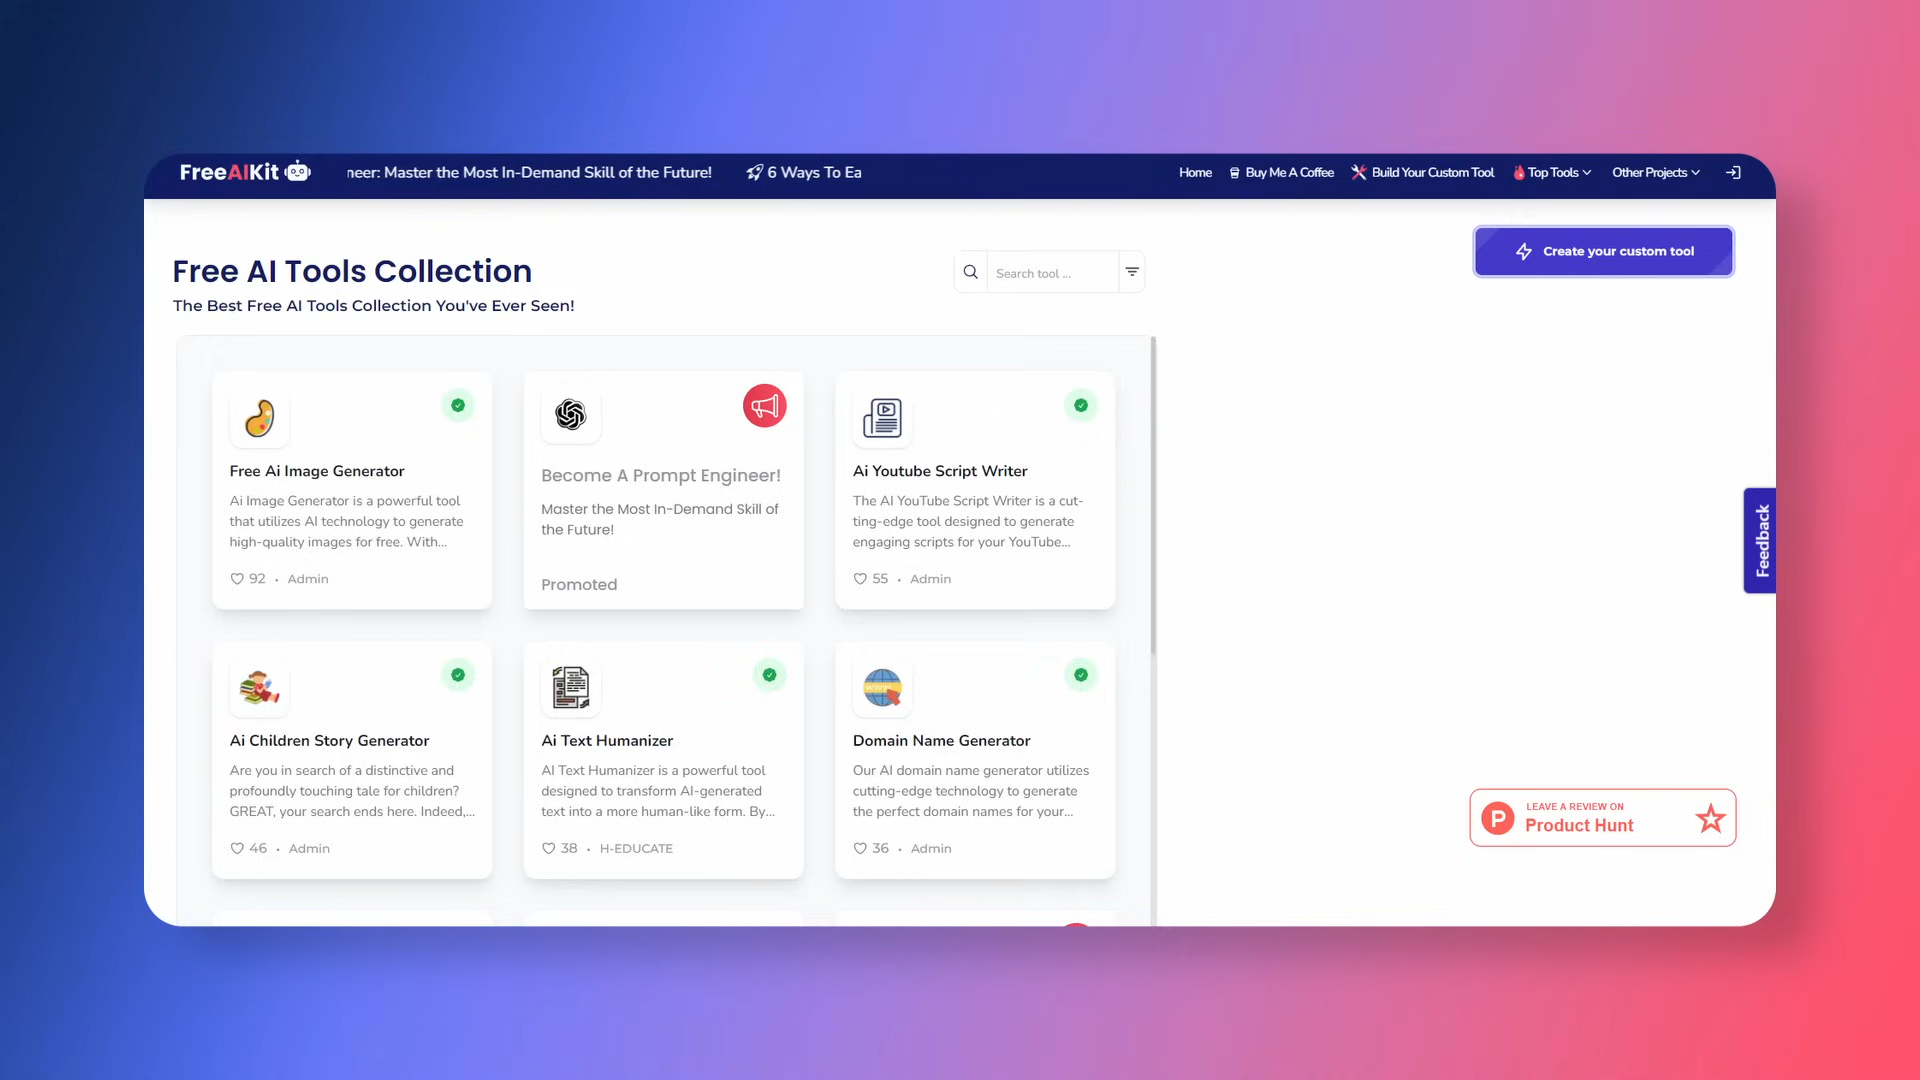 FreeAIKit
neer: Master the Most In-Demand Skill of the Future!
6 Ways To Ea
Home
Buy Me A Coffee
Build Your Custom Tool
Top Tools
Other Projects
Free AI Tools Collection
The Best Free AI Tools Collection You've Ever Seen!
Search tool ...
Create your custom tool
Free Ai Image Generator
Ai Image Generator is a powerful tool
that utilizes AI technology to generate
high-quality images for free. With...
92 • Admin
Become A Prompt Engineer!
Master the Most In-Demand Skill of
the Future!
Promoted
Ai Youtube Script Writer
The AI YouTube Script Writer is a cut-
ting-edge tool designed to generate
engaging scripts for your YouTube...
55 • Admin
Feedback
Ai Children Story Generator
Are you in search of a distinctive and
profoundly touching tale for children?
GREAT, your search ends here. Indeed,...
46 • Admin
Ai Text Humanizer
AI Text Humanizer is a powerful tool
designed to transform AI-generated
text into a more human-like form. By...
38 • H-EDUCATE
WWW
Domain Name Generator
Our AI domain name generator utilizes
cutting-edge technology to generate
the perfect domain names for your...
36 • Admin
P
LEAVE A REVIEW ON
Product Hunt